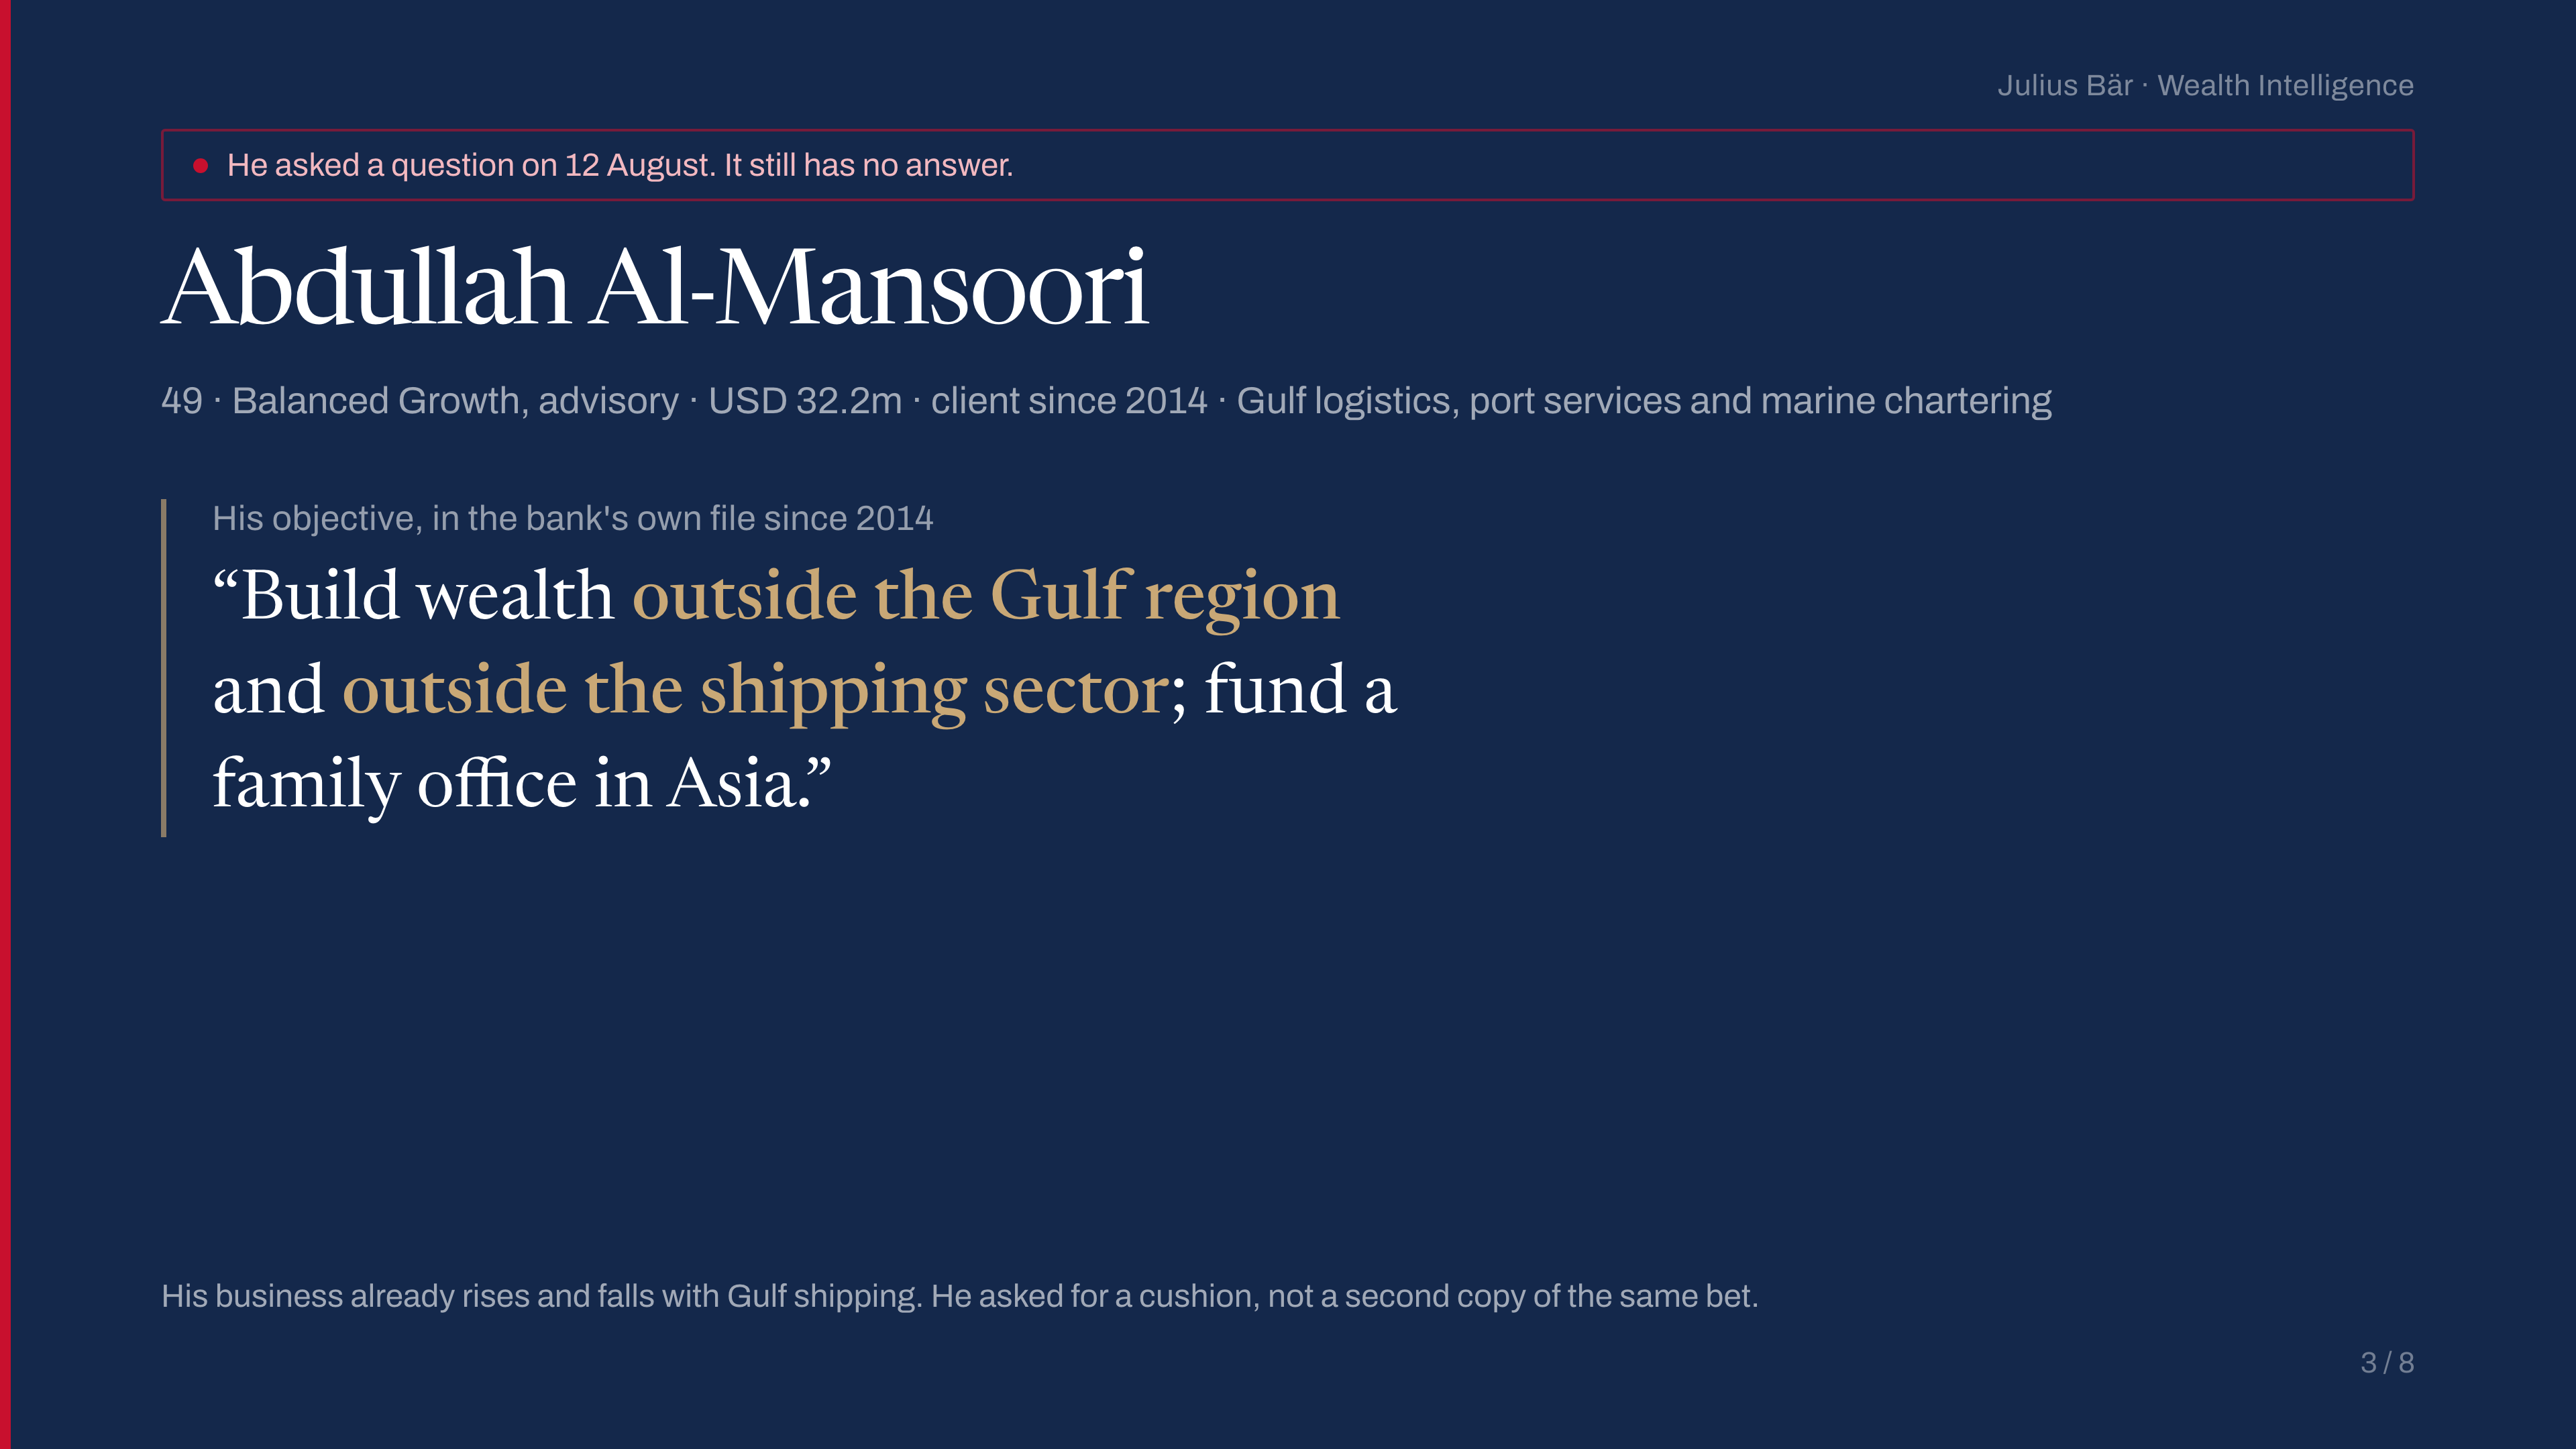 Julius Bär · Wealth Intelligence
He asked a question on 12 August. It still has no answer.
Abdullah Al-Mansoori
49 · Balanced Growth, advisory · USD 32.2m · client since 2014 · Gulf logistics, port services and marine chartering
His objective, in the bank's own file since 2014
“Build wealth outside the Gulf region
and outside the shipping sector; fund a
family office in Asia.”
His business already rises and falls with Gulf shipping. He asked for a cushion, not a second copy of the same bet.
3 / 8